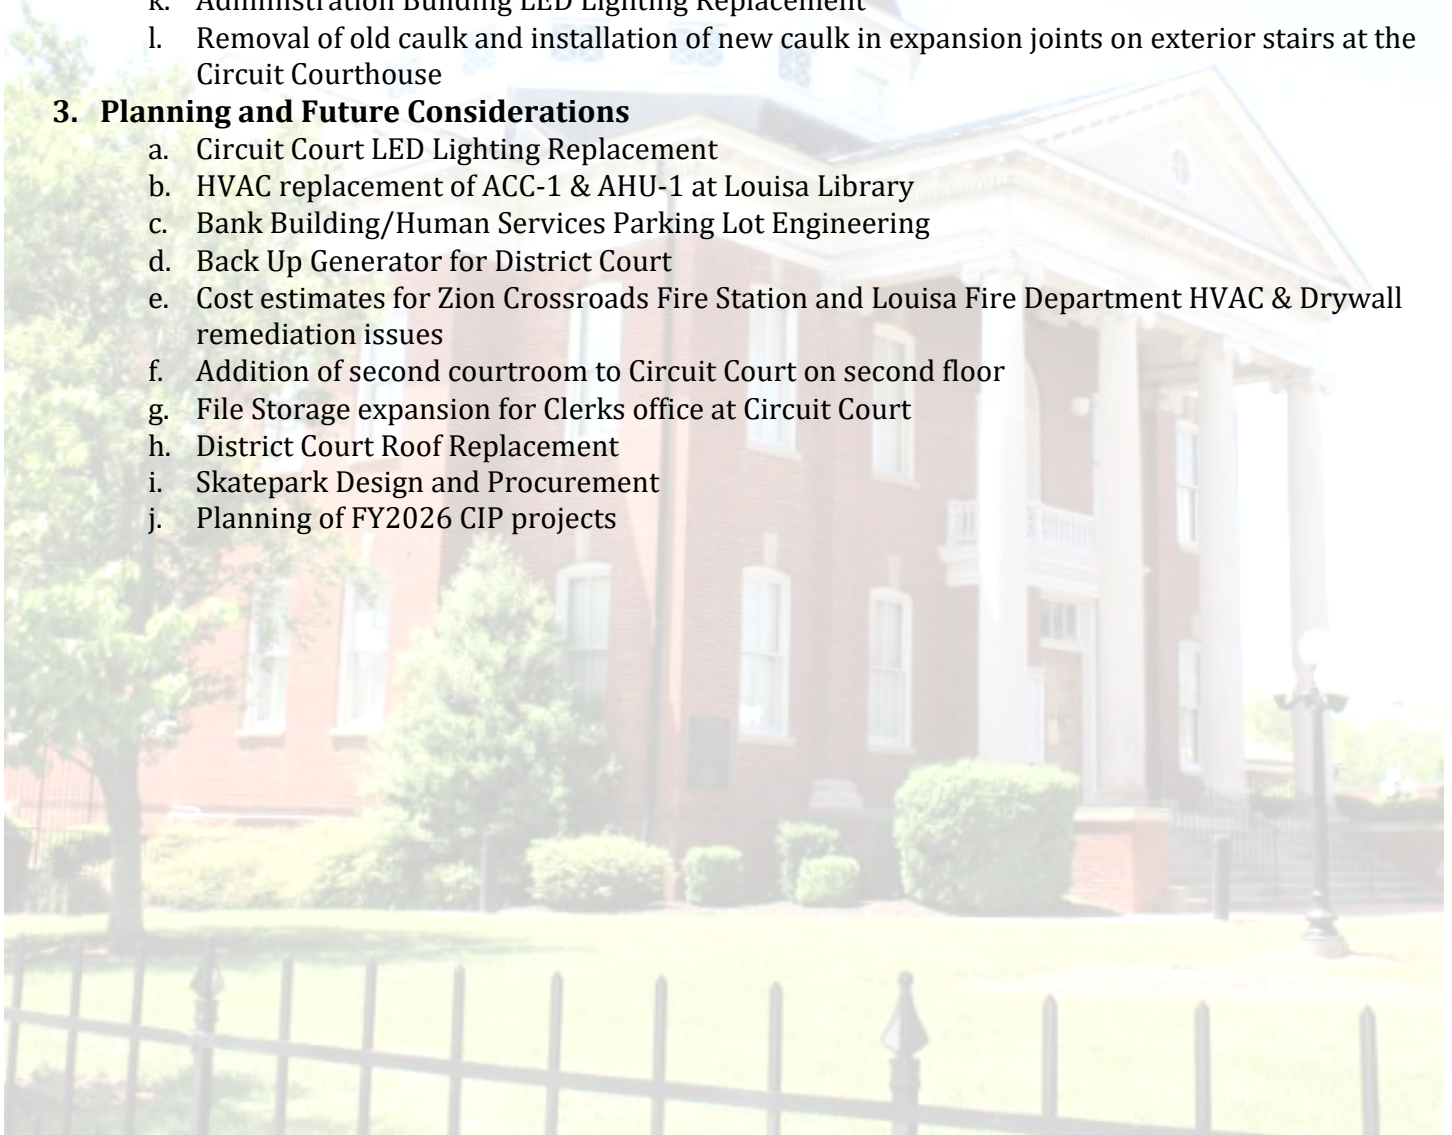 k. Administration Building LED Lighting Replacement
l. Removal of old caulk and installation of new caulk in expansion joints on exterior stairs at the
Circuit Courthouse
3. Planning and Future Considerations
a. Circuit Court LED Lighting Replacement
b. HVAC replacement of ACC-1 & AHU-1 at Louisa Library
c. Bank Building/Human Services Parking Lot Engineering
d. Back Up Generator for District Court
e. Cost estimates for Zion Crossroads Fire Station and Louisa Fire Department HVAC & Drywall
remediation issues
f. Addition of second courtroom to Circuit Court on second floor
g. File Storage expansion for Clerks office at Circuit Court
h. District Court Roof Replacement
i. Skatepark Design and Procurement
j. Planning of FY2026 CIP projects